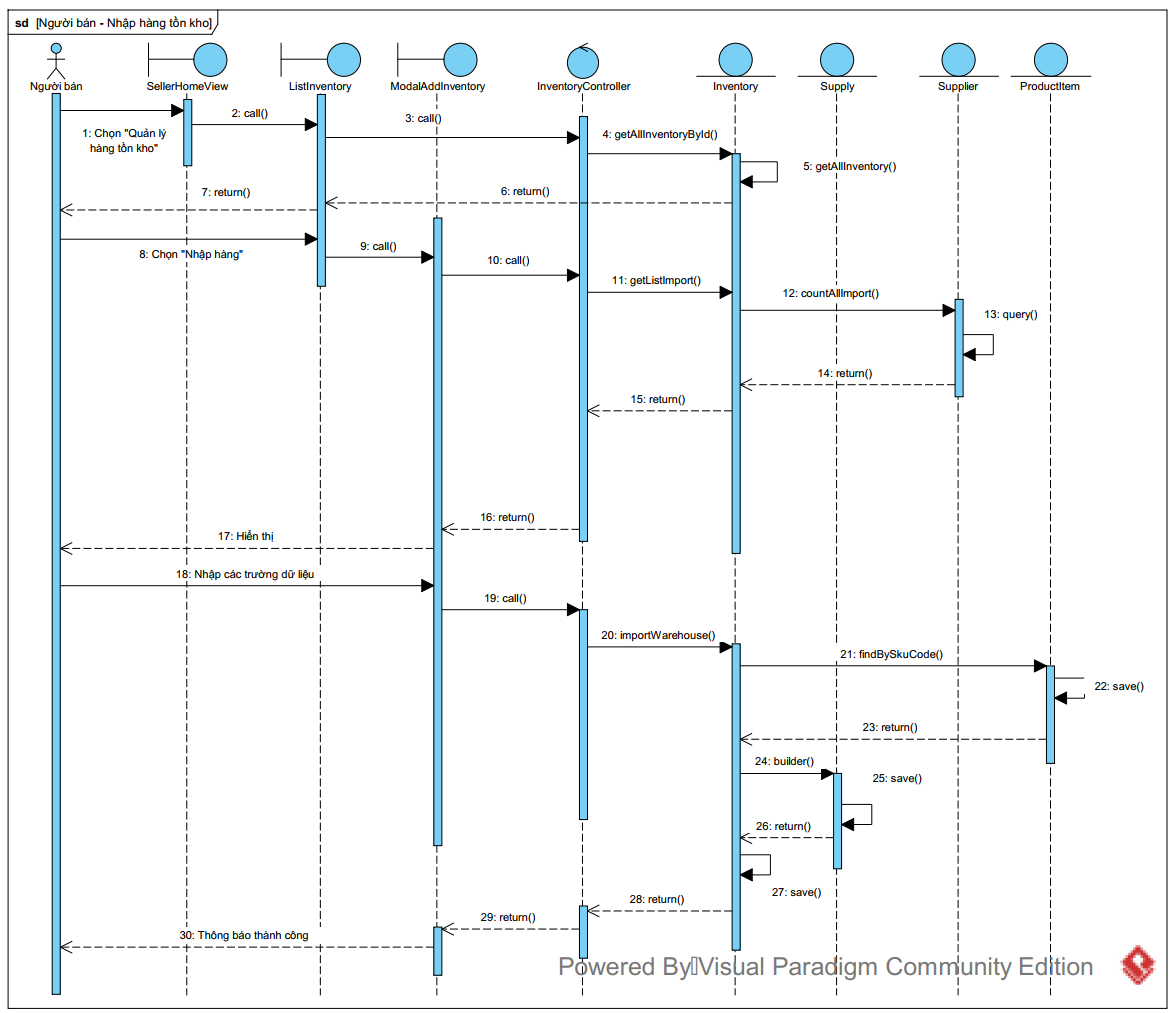 sd [Người bán - Nhập hàng tồn kho]
Người bán
SellerHomeView
ListInventory
ModalAddInventory
InventoryController
Inventory
Supply
Supplier
ProductItem
1: Chọn "Quản lý
hàng tồn kho"
2: call()
3: call()
4: getAllInventoryById()
5: getAllInventory()
6: return()
7: return()
8: Chọn "Nhập hàng"
9: call()
10: call()
11: getListImport()
12: countAllImport()
13: query()
14: return()
15: return()
16: return()
17: Hiển thị
18: Nhập các trường dữ liệu
19: call()
20: importWarehouse()
21: findBySkuCode()
22: save()
23: return()
24: builder()
25: save()
26: return()
27: save()
28: return()
29: return()
30: Thông báo thành công
Powered By Visual Paradigm Community Edition